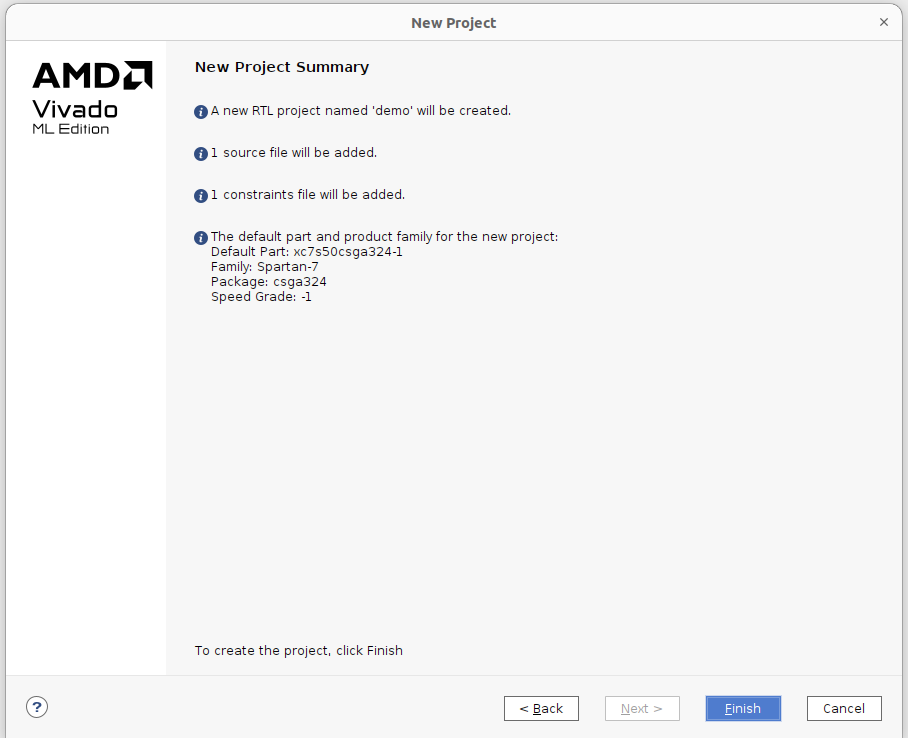 New Project
×
AMD
Vivado
ML Edition
New Project Summary
i A new RTL project named 'demo' will be created.
i 1 source file will be added.
i 1 constraints file will be added.
i The default part and product family for the new project:
Default Part: xc7s50csga324-1
Family: Spartan-7
Package: csga324
Speed Grade: -1
To create the project, click Finish
?
< Back
Next >
Finish
Cancel